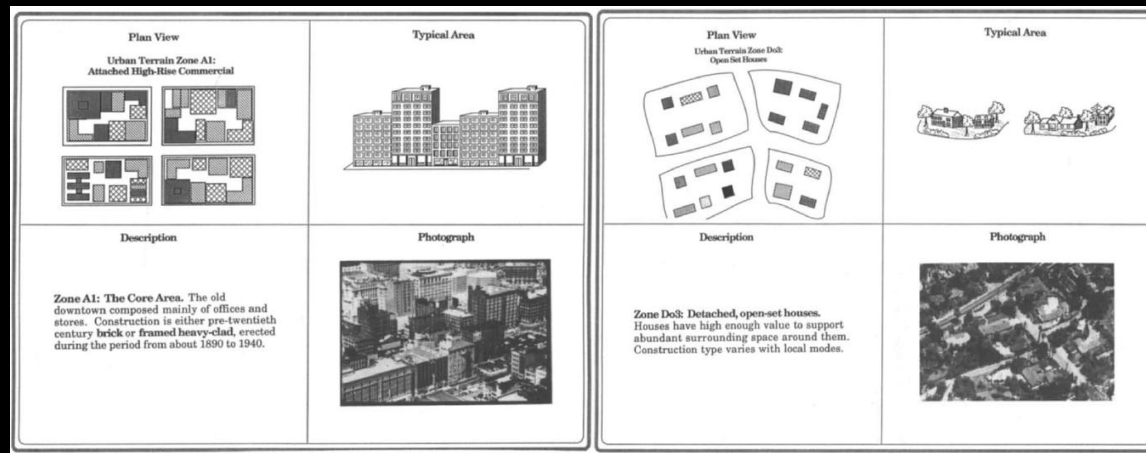 Plan View
Urban Terrain Zone A1:
Attached High-Rise Commercial
Typical Area
Description
Zone A1: The Core Area. The old
downtown composed mainly of offices and
stores. Construction is either pre-twentieth
century brick or framed heavy-clad, erected
during the period from about 1890 to 1940.
Photograph
Plan View
Urban Terrain Zone Do3:
Open Set Houses
Typical Area
Description
Zone Do3: Detached, open-set houses.
Houses have high enough value to support
abundant surrounding space around them.
Construction type varies with local modes.
Photograph